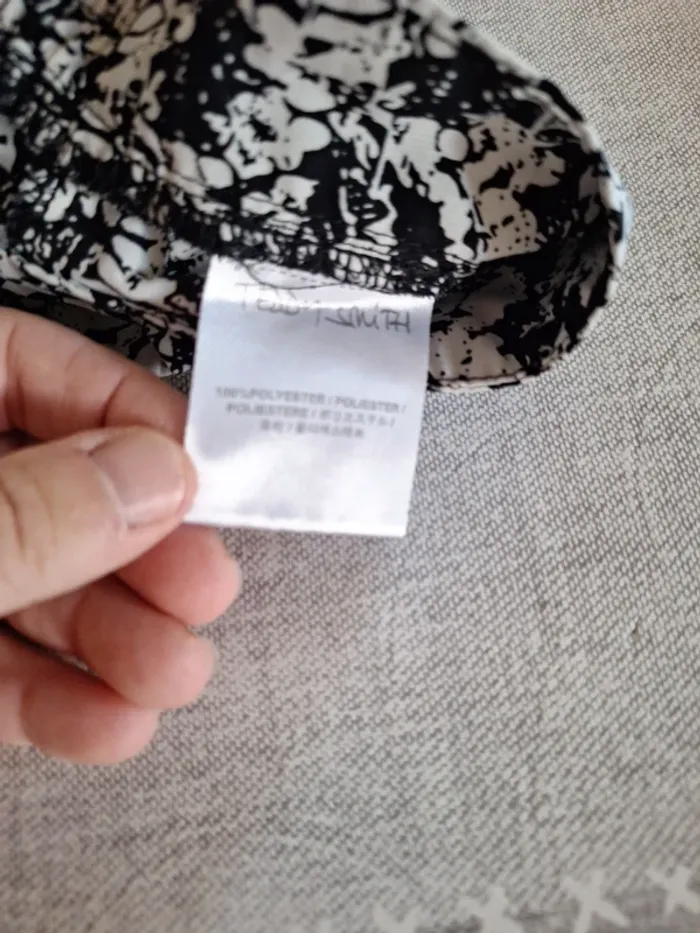 TEDDY SMITH
100%POLYESTER / POLIESTER /
POLIESTERE / ポリエステル /